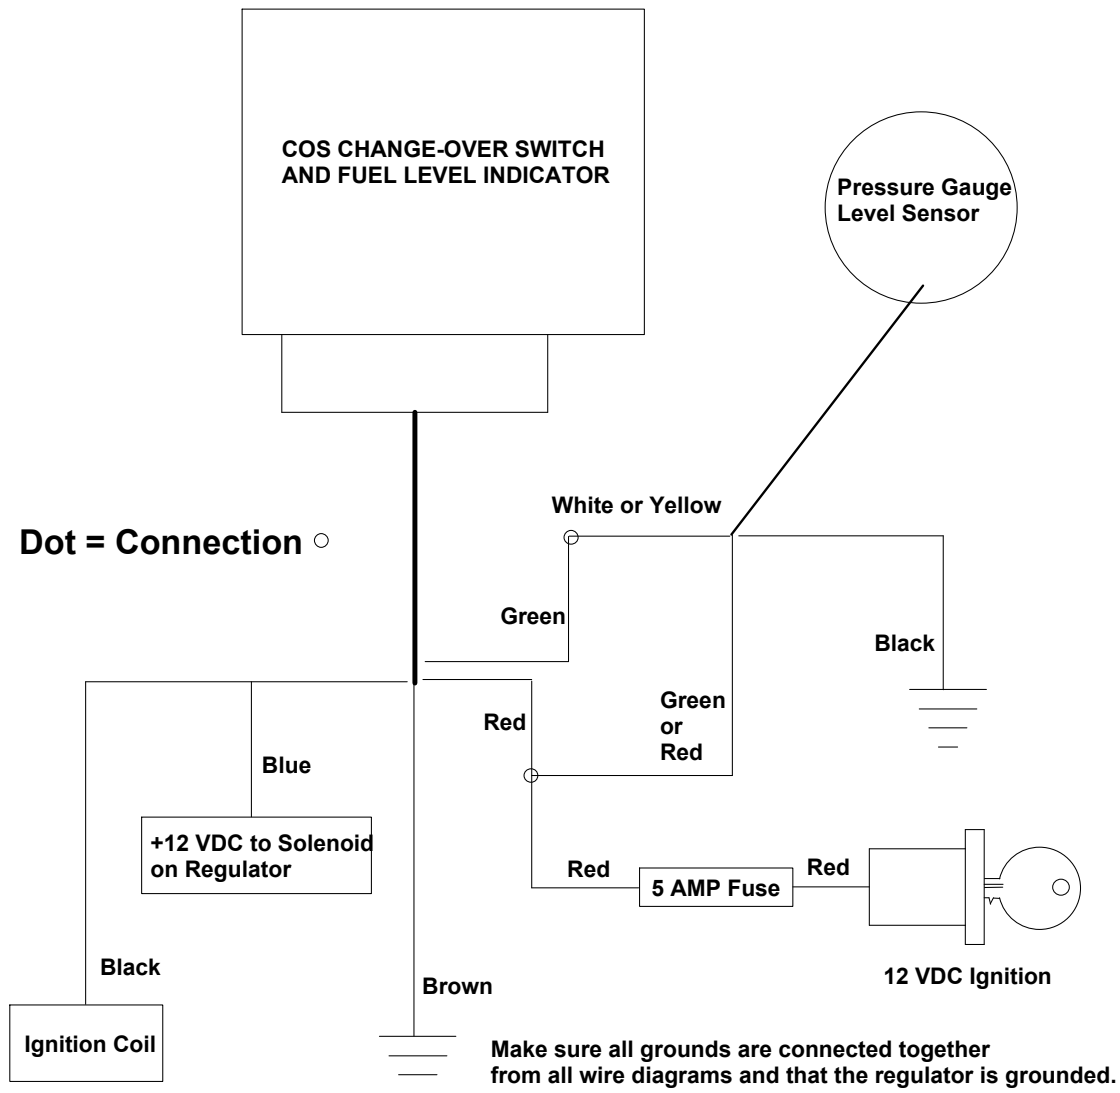 COS CHANGE-OVER SWITCH
AND FUEL LEVEL INDICATOR
Pressure Gauge
Level Sensor
White or Yellow
Dot = Connection
Green
Black
Green
or
Red
Red
Blue
+12 VDC to Solenoid
on Regulator
Red
5 AMP Fuse
Red
Black
12 VDC Ignition
Brown
Ignition Coil
Make sure all grounds are connected together
from all wire diagrams and that the regulator is grounded.